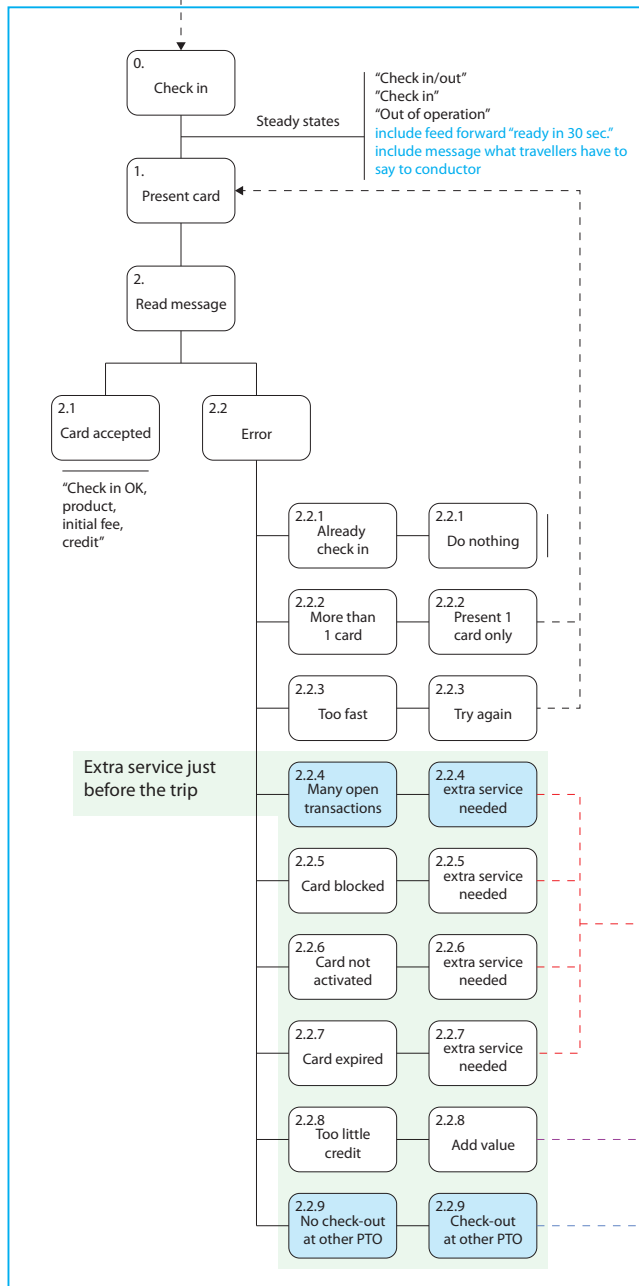 0.
Check in
Steady states
“Check in/out”
”Check in”
“Out of operation”
include feed forward “ready in 30 sec.”
include message what travellers have to
say to conductor
1.
Present card
2.
Read message
2.1
Card accepted
2.2
Error
“Check in OK,
product,
initial fee,
credit”
2.2.1
Already
check in
2.2.1
Do nothing
2.2.2
More than
1 card
2.2.2
Present 1
card only
2.2.3
Too fast
2.2.3
Try again
Extra service just
before the trip
2.2.4
Many open
transactions
2.2.4
extra service
needed
2.2.5
Card blocked
2.2.5
extra service
needed
2.2.6
Card not
activated
2.2.6
extra service
needed
2.2.7
Card expired
2.2.7
extra service
needed
2.2.8
Too little
credit
2.2.8
Add value
2.2.9
No check-out
at other PTO
2.2.9
Check-out
at other PTO